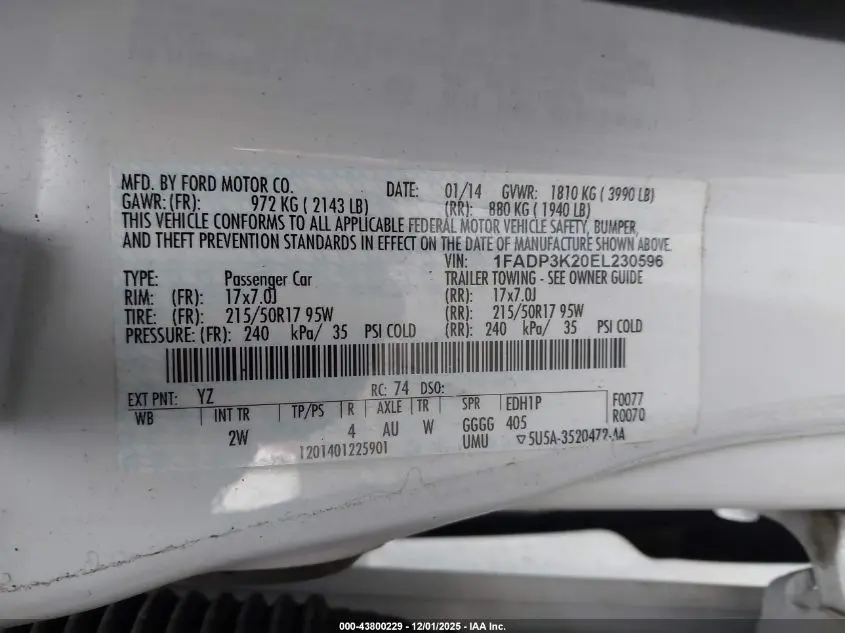 MFD. BY FORD MOTOR CO. DATE: 01/14 GVWR: 1810 KG ( 3990 LB)
GAWR:(FR): 972 KG ( 2143 LB) (RR): 880 KG ( 1940 LB)
THIS VEHICLE CONFORMS TO ALL APPLICABLE FEDERAL MOTOR VEHICLE SAFETY, BUMPER,
AND THEFT PREVENTION STANDARDS IN EFFECT ON THE DATE OF MANUFACTURE SHOWN ABOVE.
VIN: 1FADP3K20EL230596
TYPE: Passenger Car TRAILER TOWING - SEE OWNER GUIDE
RIM: (FR): 17x7.0J (RR): 17x7.0J
TIRE: (FR): 215/50R17 95W (RR): 215/50R17 95W
PRESSURE: (FR): 240 kPa/ 35 PSI COLD (RR): 240 kPa/ 35 PSI COLD
EXT PNT: YZ RC: 74 DSO: F0077
WB INT TR TP/PS R AXLE TR SPR EDH1P R0070
2W 4 AU W GGGG 405
1201401225901 UMU ▽5U5A-3520472-AA
000-43800229 - 12/01/2025 - IAA Inc.